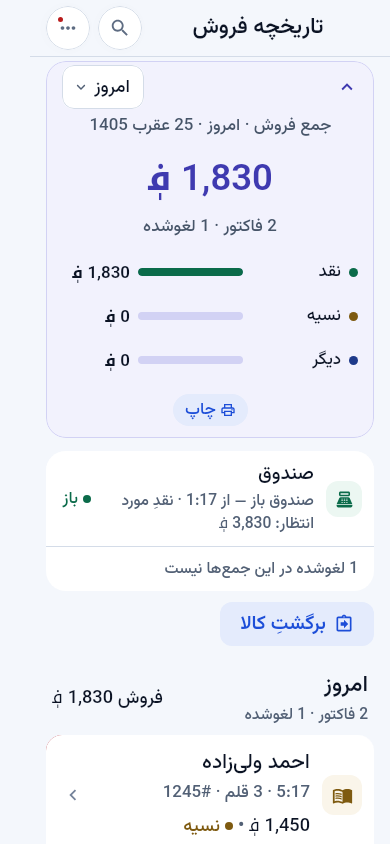 تاریخچه فروش
امروز
جمع فروش · امروز · 25 عقرب 1405
1,830 ؋
2 فاکتور · 1 لغوشده
نقد 1,830 ؋
نسیه 0 ؋
دیگر 0 ؋
چاپ
صندوق
صندوق باز — از 1:17 · نقدِ مورد
انتظار: 3,830 ؋
باز
1 لغوشده در این جمع‌ها نیست
برگشتِ کالا
امروز
2 فاکتور · 1 لغوشده
فروش 1,830 ؋
احمد ولی‌زاده
5:17 · 3 قلم · #1245
1,450 ؋ • نسیه